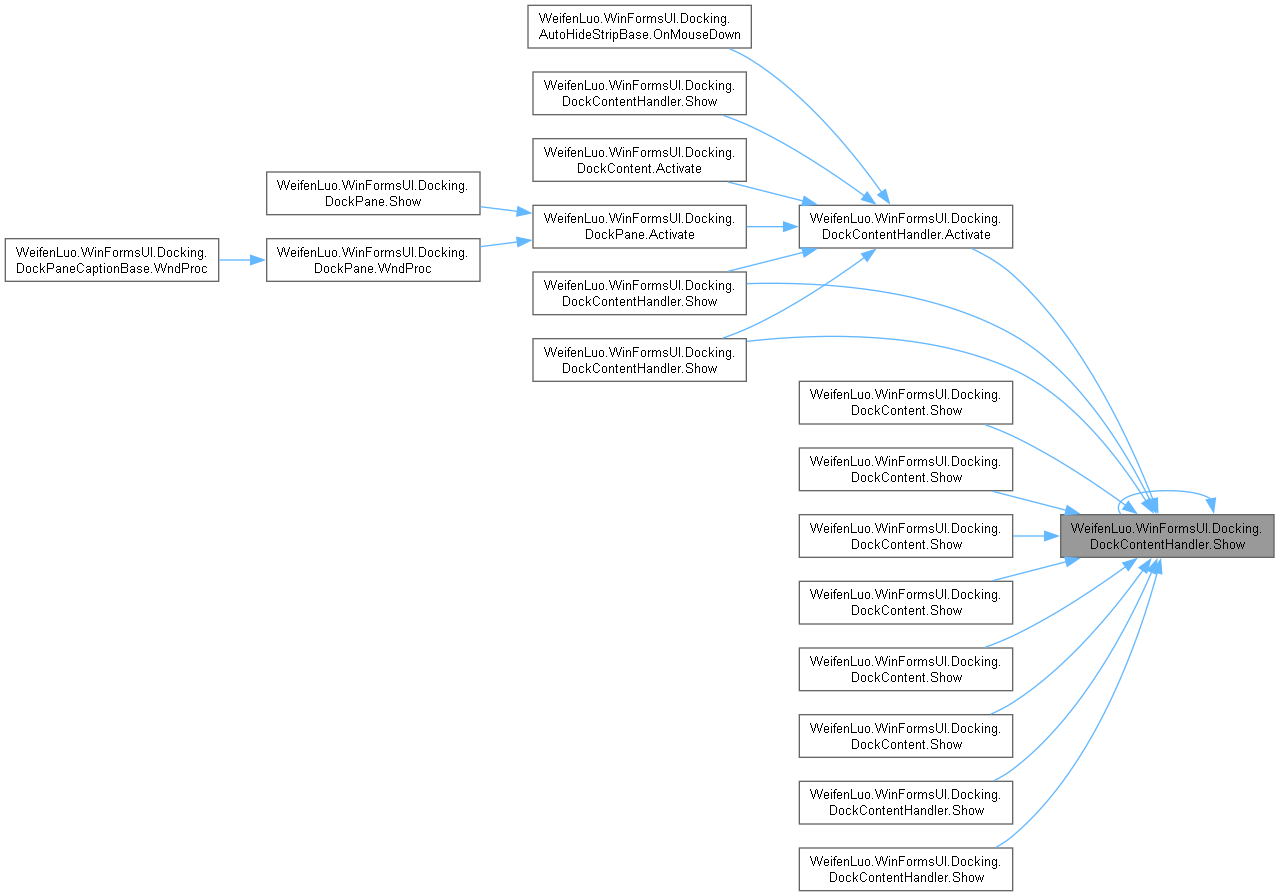 WeifenLuo.WinFormsUI.Docking.
AutoHideStripBase.OnMouseDown
WeifenLuo.WinFormsUI.Docking.
DockContentHandler.Show
WeifenLuo.WinFormsUI.Docking.
DockContent.Activate
WeifenLuo.WinFormsUI.Docking.
DockPane.Show
WeifenLuo.WinFormsUI.Docking.
DockPane.Activate
WeifenLuo.WinFormsUI.Docking.
DockContentHandler.Activate
WeifenLuo.WinFormsUI.Docking.
DockPaneCaptionBase.WndProc
WeifenLuo.WinFormsUI.Docking.
DockPane.WndProc
WeifenLuo.WinFormsUI.Docking.
DockContentHandler.Show
WeifenLuo.WinFormsUI.Docking.
DockContentHandler.Show
WeifenLuo.WinFormsUI.Docking.
DockContent.Show
WeifenLuo.WinFormsUI.Docking.
DockContent.Show
WeifenLuo.WinFormsUI.Docking.
DockContent.Show
WeifenLuo.WinFormsUI.Docking.
DockContentHandler.Show
WeifenLuo.WinFormsUI.Docking.
DockContent.Show
WeifenLuo.WinFormsUI.Docking.
DockContent.Show
WeifenLuo.WinFormsUI.Docking.
DockContent.Show
WeifenLuo.WinFormsUI.Docking.
DockContentHandler.Show
WeifenLuo.WinFormsUI.Docking.
DockContentHandler.Show